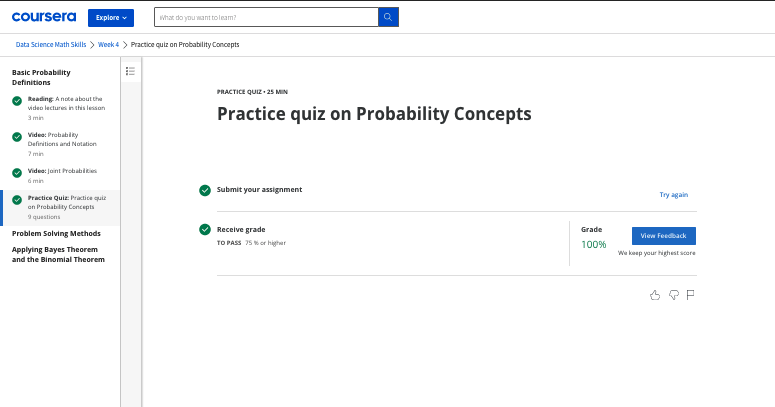 coursera
Explore
What do you want to learn?
Data Science Math Skills > Week 4 > Practice quiz on Probability Concepts
Basic Probability
Definitions
Reading: A note about the
video lectures in this lesson
3 min
Video: Probability
Definitions and Notation
7 min
Video: Joint Probabilities
6 min
Practice Quiz: Practice quiz
on Probability Concepts
9 questions
Problem Solving Methods
Applying Bayes Theorem
and the Binomial Theorem
PRACTICE QUIZ • 25 MIN
Practice quiz on Probability Concepts
Submit your assignment
Try again
Receive grade
TO PASS 75 % or higher
Grade
100%
View Feedback
We keep your highest score